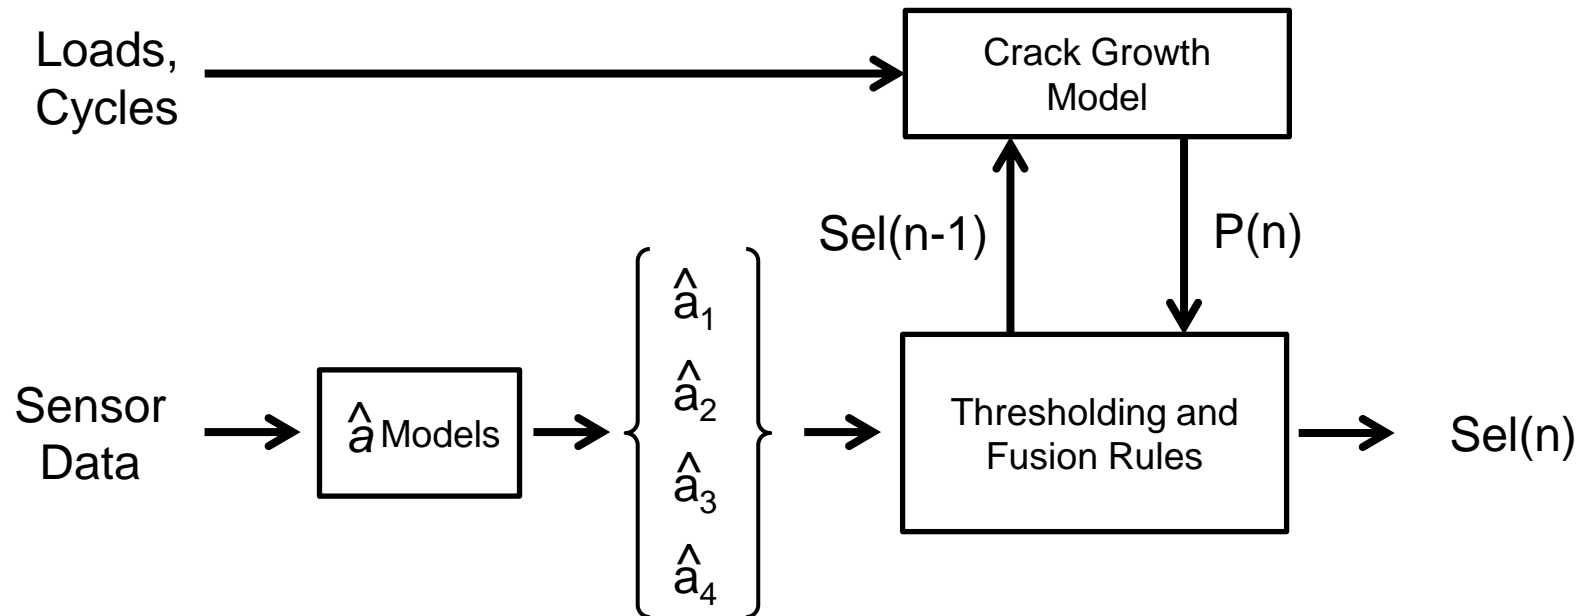 Loads,
Cycles
Crack Growth
Model
Sel(n-1)
P(n)
Sensor
Data
â Models
â₁
â₂
â₃
â₄
Thresholding and
Fusion Rules
Sel(n)